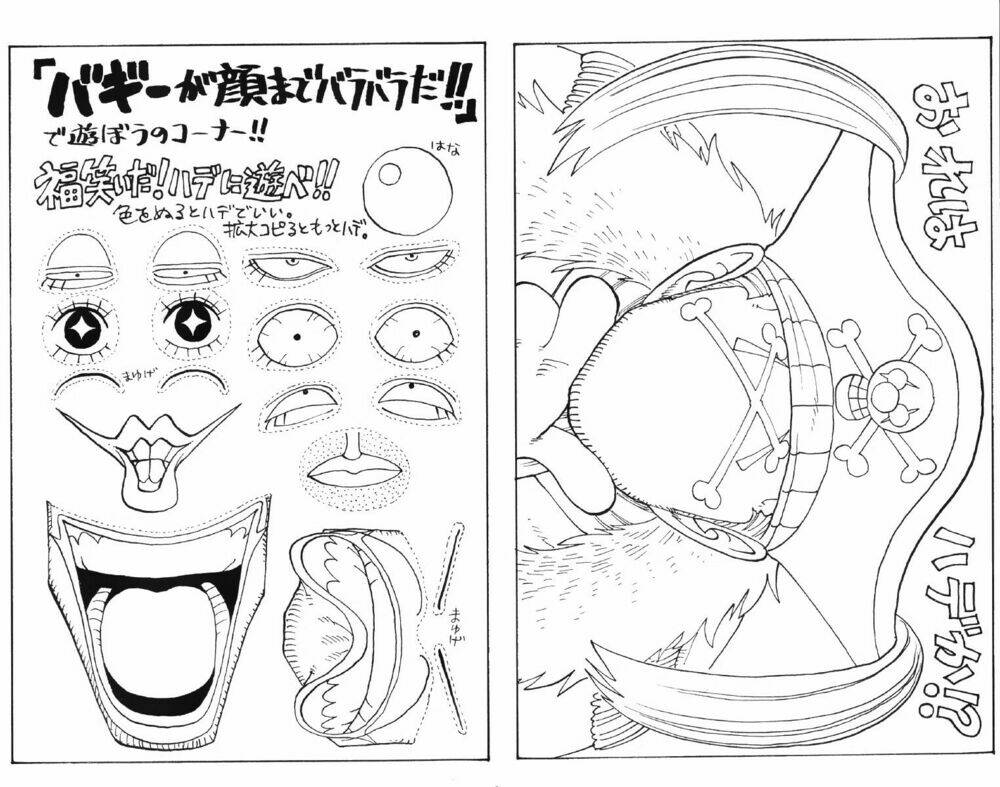 「バギーが顔までバラバラだ!!」
で遊ぼうのコーナー!!
福笑いだ!ハデに遊べ!!
色をぬるとハデでいい。
拡大コピるともっとハデ。
はな
まゆげ
まゆげ
おれは
ハデか!?